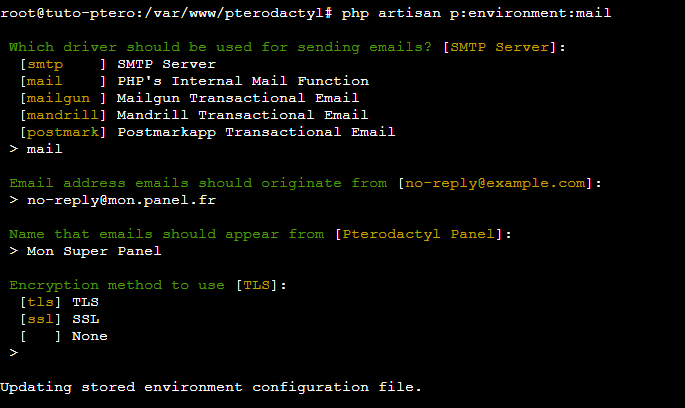 root@tuto-ptero:/var/www/pterodactyl# php artisan p:environment:mail
Which driver should be used for sending emails? [SMTP Server]:
[smtp    ] SMTP Server
[mail    ] PHP's Internal Mail Function
[mailgun ] Mailgun Transactional Email
[mandrill] Mandrill Transactional Email
[postmark] Postmarkapp Transactional Email
> mail
Email address emails should originate from [no-reply@example.com]:
> no-reply@mon.panel.fr
Name that emails should appear from [Pterodactyl Panel]:
> Mon Super Panel
Encryption method to use [TLS]:
[tls] TLS
[ssl] SSL
[   ] None
>
Updating stored environment configuration file.